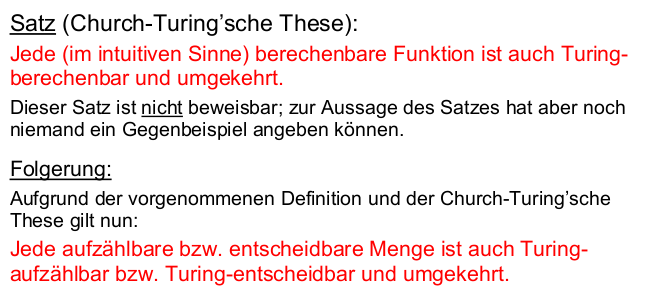 Satz (Church-Turing’sche These):
Jede (im intuitiven Sinne) berechenbare Funktion ist auch Turing-
berechenbar und umgekehrt.
Dieser Satz ist nicht beweisbar; zur Aussage des Satzes hat aber noch
niemand ein Gegenbeispiel angeben können.
Folgerung:
Aufgrund der vorgenommenen Definition und der Church-Turing’sche
These gilt nun:
Jede aufzählbare bzw. entscheidbare Menge ist auch Turing-
aufzählbar bzw. Turing-entscheidbar und umgekehrt.